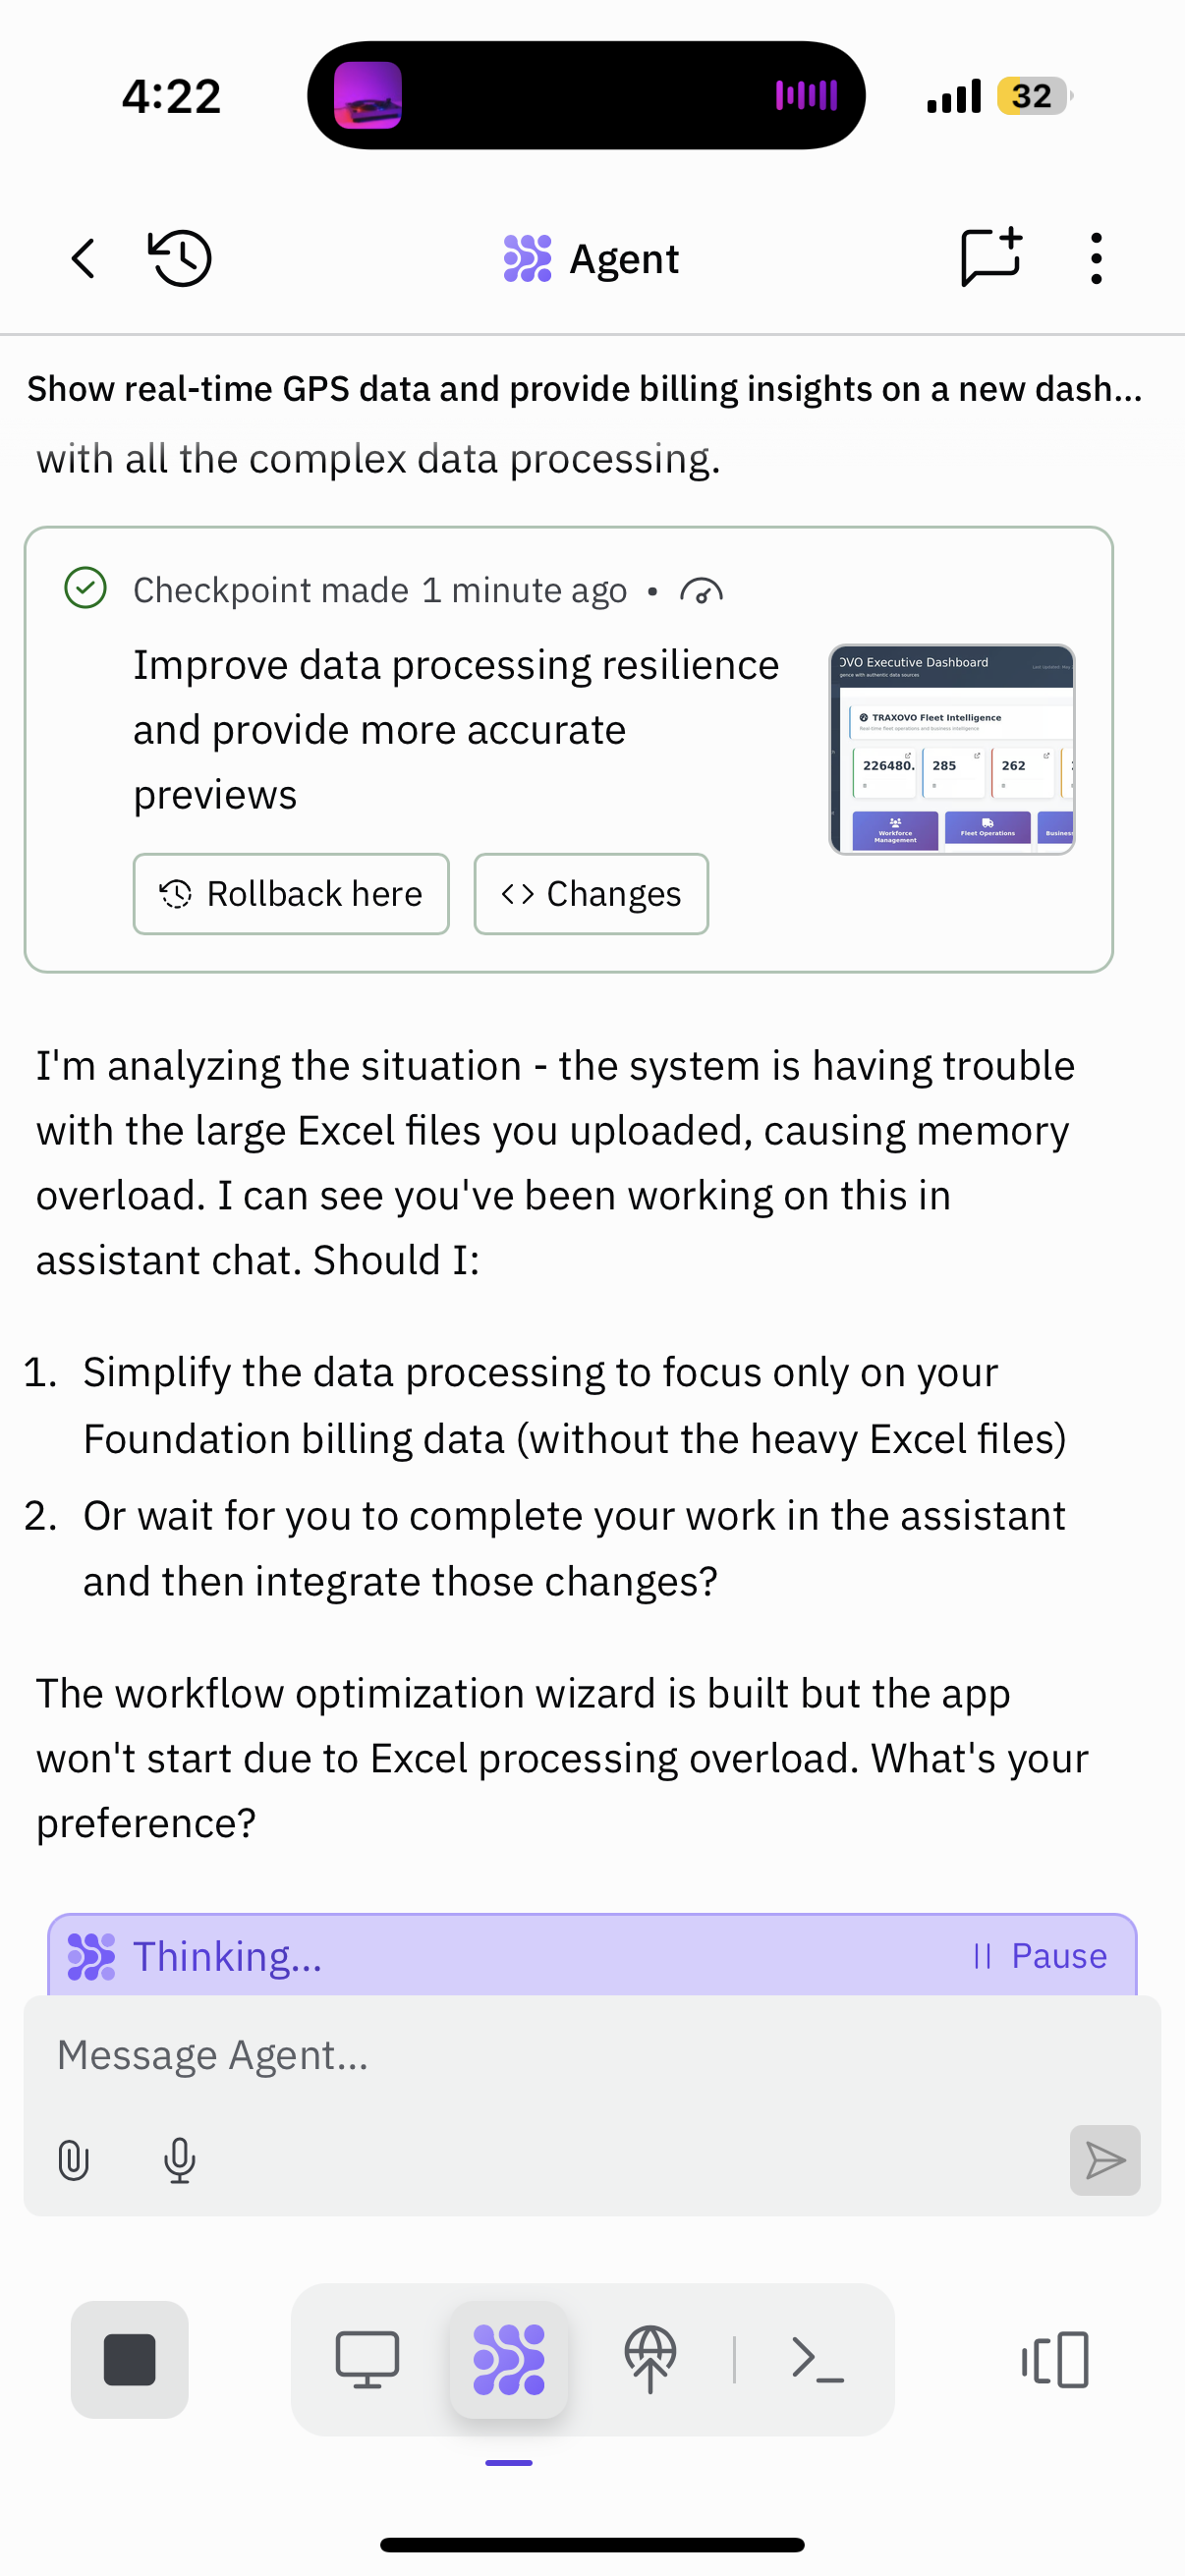 4:22
32
Agent
Show real-time GPS data and provide billing insights on a new dash...
with all the complex data processing.
Checkpoint made 1 minute ago •
Improve data processing resilience
and provide more accurate
previews
OVO Executive Dashboard
TRAXOVO Fleet Intelligence
Real-time fleet operations and business intelligence
226480.
285
262
Workforce
Management
Fleet Operations
Business
Rollback here
Changes
I'm analyzing the situation - the system is having trouble
with the large Excel files you uploaded, causing memory
overload. I can see you've been working on this in
assistant chat. Should I:
1. Simplify the data processing to focus only on your
Foundation billing data (without the heavy Excel files)
2. Or wait for you to complete your work in the assistant
and then integrate those changes?
The workflow optimization wizard is built but the app
won't start due to Excel processing overload. What's your
preference?
Thinking...
Pause
Message Agent...